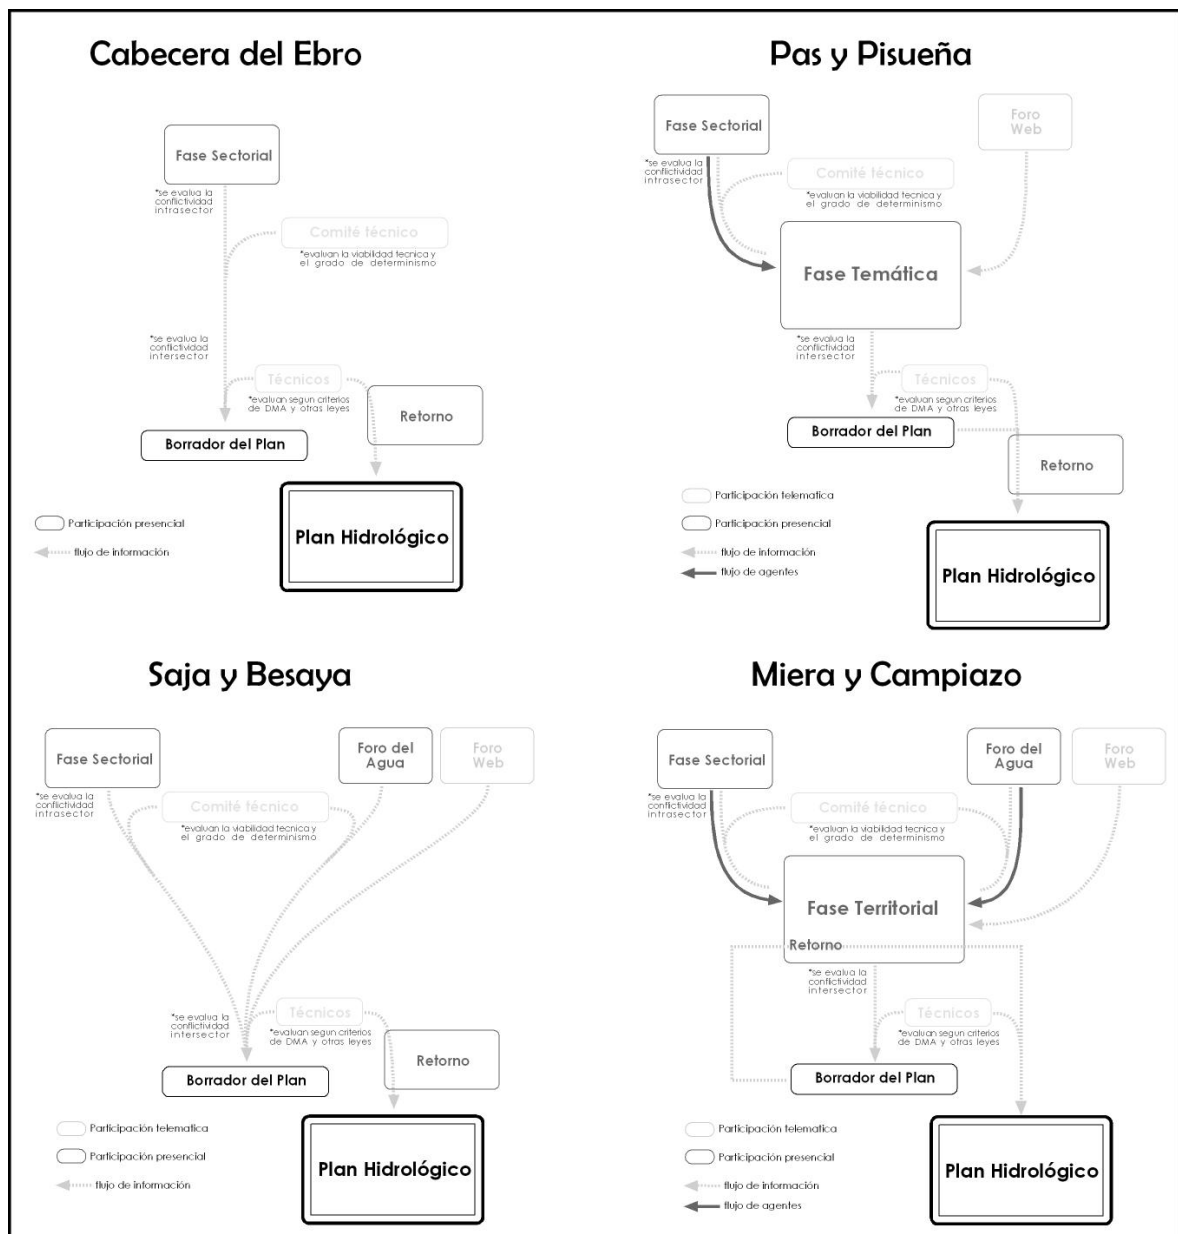 Cabecera del Ebro
Fase Sectorial
*se evalua la
conflictividad
intrasector
Comité técnico
*evaluan la viabilidad tecnica y
el grado de determinismo
*se evalua la
conflictividad
intersector
Técnicos
*evaluan segun criterios
de DMA y otras leyes
Retorno
Borrador del Plan
Plan Hidrológico
Participación presencial
flujo de información
Pas y Pisueña
Fase Sectorial
Foro
Web
*se evalua la
conflictividad
intrasector
Comité técnico
*evaluan la viabilidad tecnica y
el grado de determinismo
Fase Temática
*se evalua la
conflictividad
intersector
Técnicos
*evaluan segun criterios
de DMA y otras leyes
Borrador del Plan
Retorno
Plan Hidrológico
Participación telematica
Participación presencial
flujo de información
flujo de agentes
Saja y Besaya
Fase Sectorial
Foro del
Agua
Foro
Web
*se evalua la
conflictividad
intrasector
Comité técnico
*evaluan la viabilidad tecnica y
el grado de determinismo
*se evalua la
conflictividad
intersector
Técnicos
*evaluan segun criterios
de DMA y otras leyes
Retorno
Borrador del Plan
Plan Hidrológico
Participación telematica
Participación presencial
flujo de información
Miera y Campiazo
Fase Sectorial
Foro del
Agua
Foro
Web
*se evalua la
conflictividad
intrasector
Comité técnico
*evaluan la viabilidad tecnica y
el grado de determinismo
Fase Territorial
Retorno
*se evalua la
conflictividad
intersector
Técnicos
*evaluan segun criterios
de DMA y otras leyes
Borrador del Plan
Plan Hidrológico
Participación telematica
Participación presencial
flujo de información
flujo de agentes